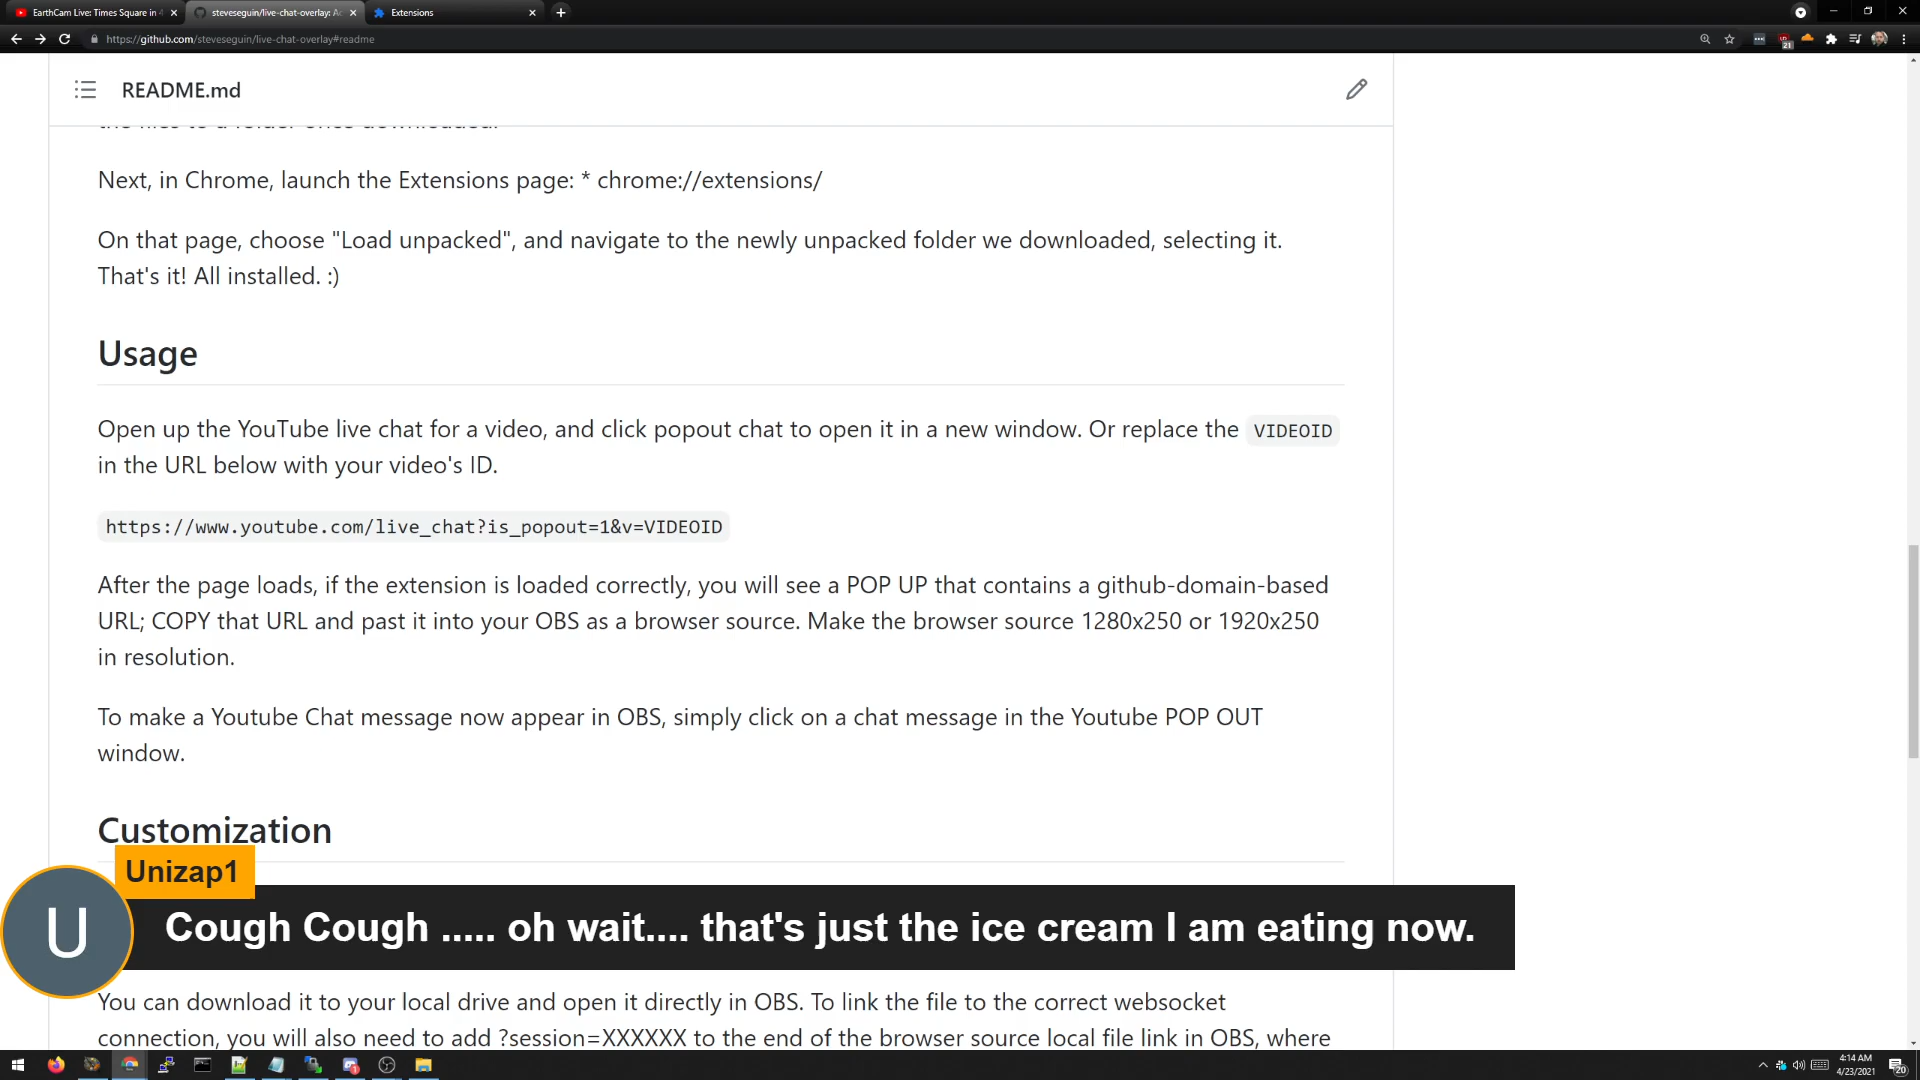 EarthCam Live: Times Square in 4
steveseguin/live-chat-overlay: Ac
Extensions
https://github.com/steveseguin/live-chat-overlay#readme
21
README.md
the files to a folder once downloaded.
Next, in Chrome, launch the Extensions page: * chrome://extensions/
On that page, choose "Load unpacked", and navigate to the newly unpacked folder we downloaded, selecting it.
That's it! All installed. :)
Usage
Open up the YouTube live chat for a video, and click popout chat to open it in a new window. Or replace the VIDEOID
in the URL below with your video's ID.
https://www.youtube.com/live_chat?is_popout=1&v=VIDEOID
After the page loads, if the extension is loaded correctly, you will see a POP UP that contains a github-domain-based
URL; COPY that URL and past it into your OBS as a browser source. Make the browser source 1280x250 or 1920x250
in resolution.
To make a Youtube Chat message now appear in OBS, simply click on a chat message in the Youtube POP OUT
window.
Customization
Unizap1
U
Cough Cough ..... oh wait.... that's just the ice cream I am eating now.
You can download it to your local drive and open it directly in OBS. To link the file to the correct websocket
connection, you will also need to add ?session=XXXXXX to the end of the browser source local file link in OBS, where
4:14 AM
4/23/2021
20